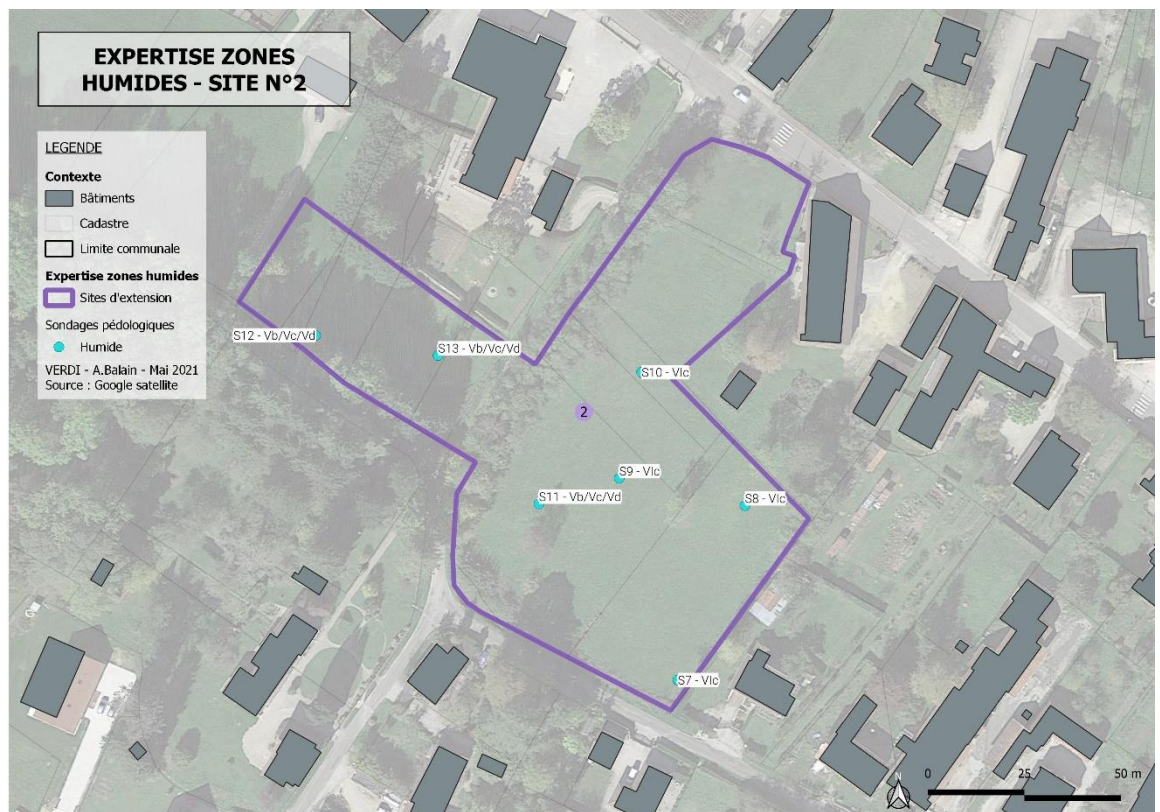 EXPERTISE ZONES
HUMIDES - SITE N°2
LEGENDE
Contexte
Bâtiments
Cadastre
Limite communale
Expertise zones humides
Sites d'extension
Sondages pédologiques
Humide
VERDI - A.Balain - Mai 2021
Source : Google satellite
S12 - Vb/Vc/Vd
S13 - Vb/Vc/Vd
S10 - VIc
2
S9 - VIc
S11 - Vb/Vc/Vd
S8 - VIc
S7 - VIc
N
0 25 50 m